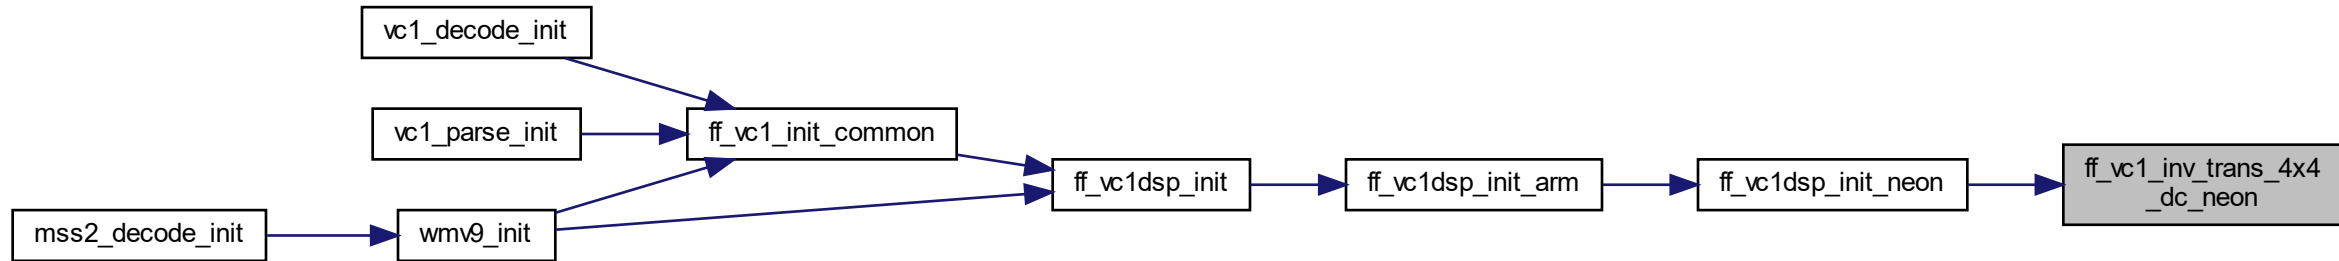 vc1_decode_init
vc1_parse_init
ff_vc1_init_common
mss2_decode_init
wmv9_init
ff_vc1dsp_init
ff_vc1dsp_init_arm
ff_vc1dsp_init_neon
ff_vc1_inv_trans_4x4
_dc_neon